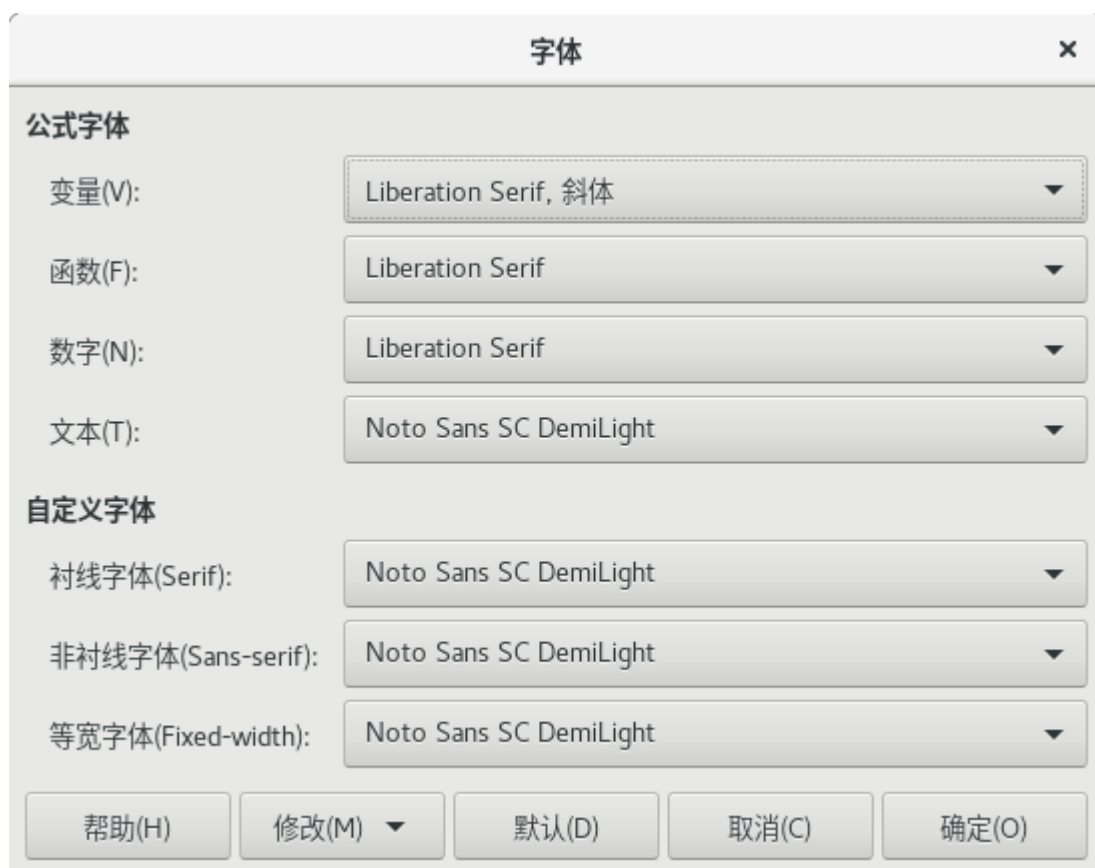 字体
公式字体
变量(V): Liberation Serif, 斜体
函数(F): Liberation Serif
数字(N): Liberation Serif
文本(T): Noto Sans SC DemiLight
自定义字体
衬线字体(Serif): Noto Sans SC DemiLight
非衬线字体(Sans-serif): Noto Sans SC DemiLight
等宽字体(Fixed-width): Noto Sans SC DemiLight
帮助(H) 修改(M) 默认(D) 取消(C) 确定(O)